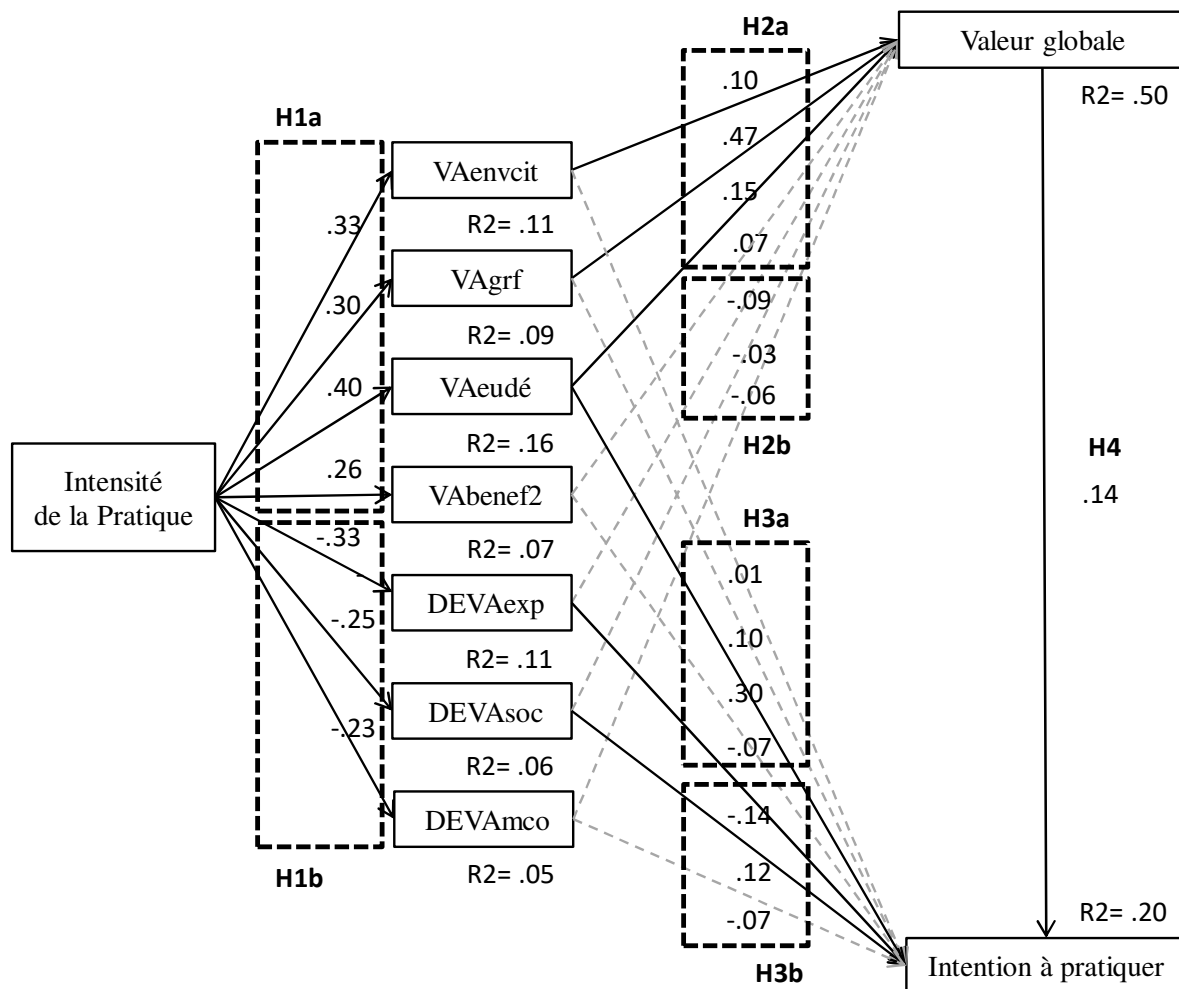 H2a
Valeur globale
R2= .50
H1a
.10
.47
.15
.07
VAenvcit
R2= .11
.33
VAgrf
R2= .09
.30
-.09
-.03
-.06
H2b
VAeudé
R2= .16
.40
Intensité
de la Pratique
.26
VAbenef2
R2= .07
H4
.14
H3a
-.33
-
DEVAexp
R2= .11
.01
.10
.30
-.07
-.25
DEVAsoc
R2= .06
-.23
DEVAmco
R2= .05
H1b
-.14
.12
-.07
H3b
R2= .20
Intention à pratiquer